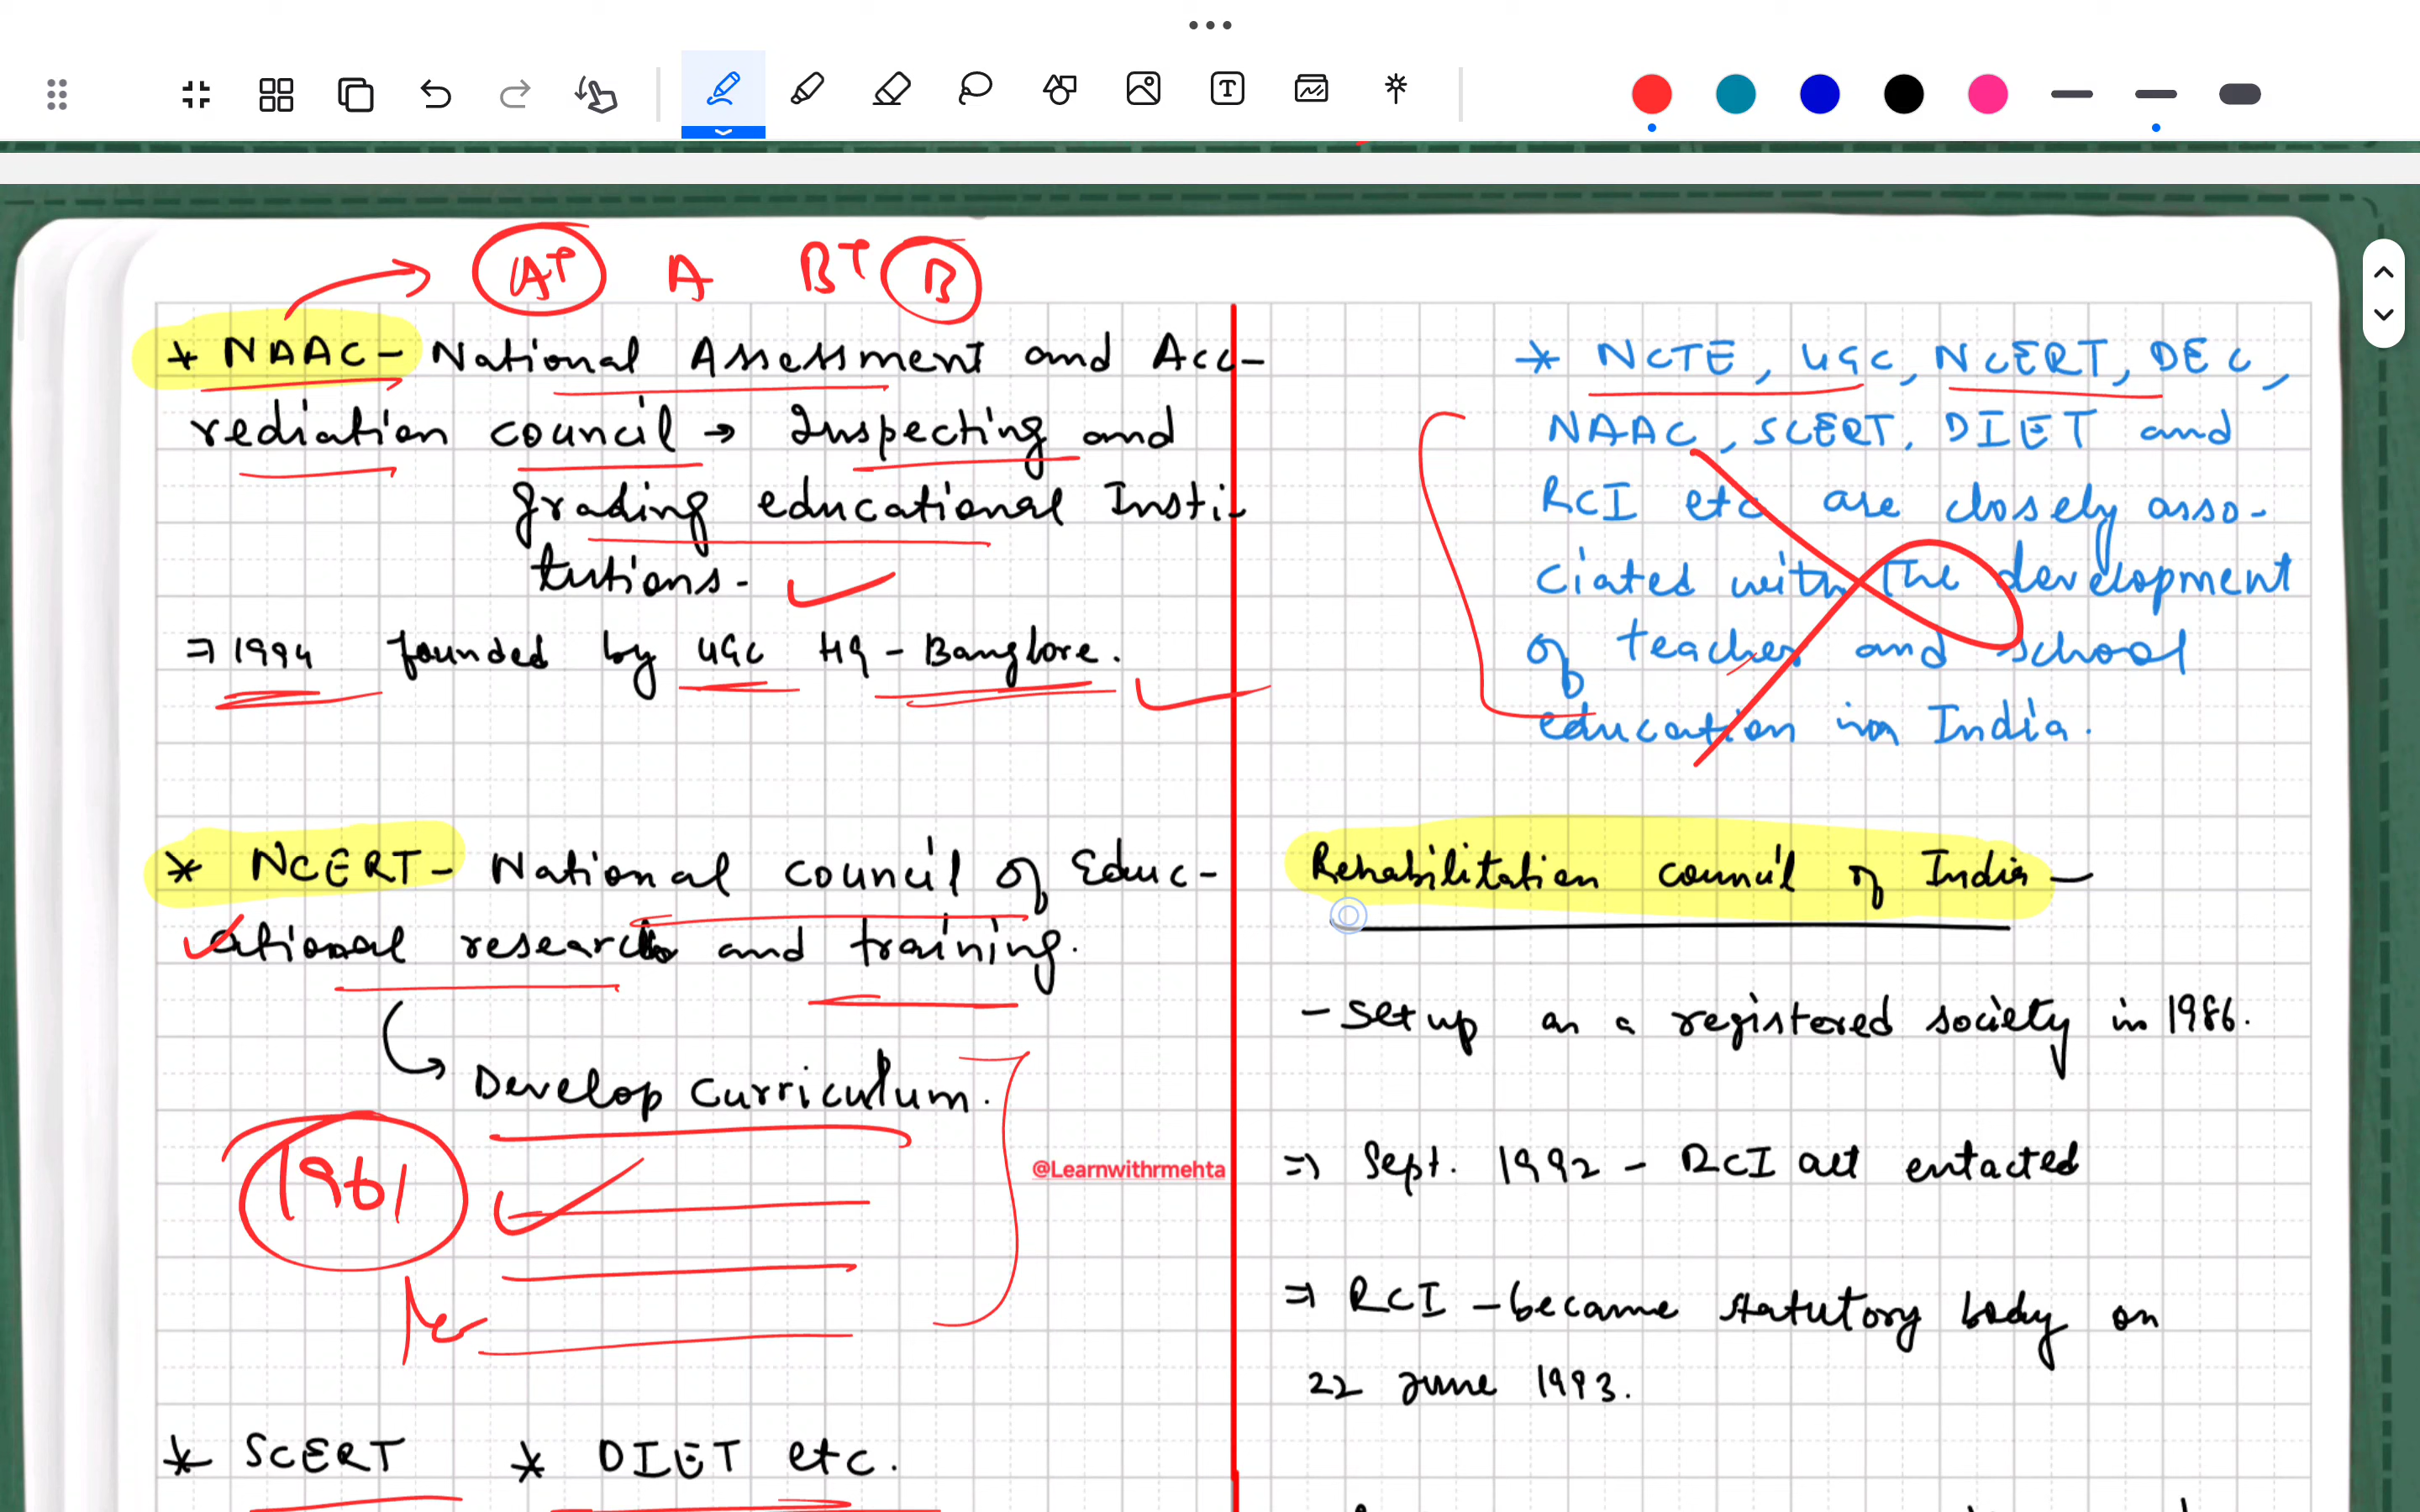 A+ A B+ B
* NAAC - National Assessment and Acc-
rediation council → Inspecting and
grading educational Insti-
tutions.
⇒ 1994 founded by UGC HQ - Banglore.
* NCERT - National council of Educ-
ational research and training.
Develop curriculum.
1961
@Learnwithrmehta
* SCERT * DIET etc.
* NCTE, UGC, NCERT, DEC,
NAAC, SCERT, DIET and
RCI etc are closely asso-
ciated with the development
of teacher and school
education in India.
Rehabilitation council of India -
- Set up as a registered society in 1986.
⇒ Sept. 1992 - RCI act entacted
⇒ RCI - became statutory body on
22 june 1993.